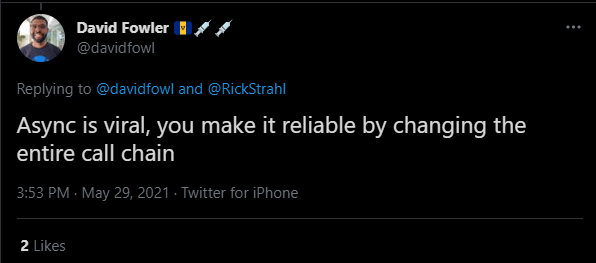 David Fowler 🇧🇧💉💉
@davidfowl
Replying to @davidfowl and @RickStrahl
Async is viral, you make it reliable by changing the
entire call chain
3:53 PM · May 29, 2021 · Twitter for iPhone
2 Likes